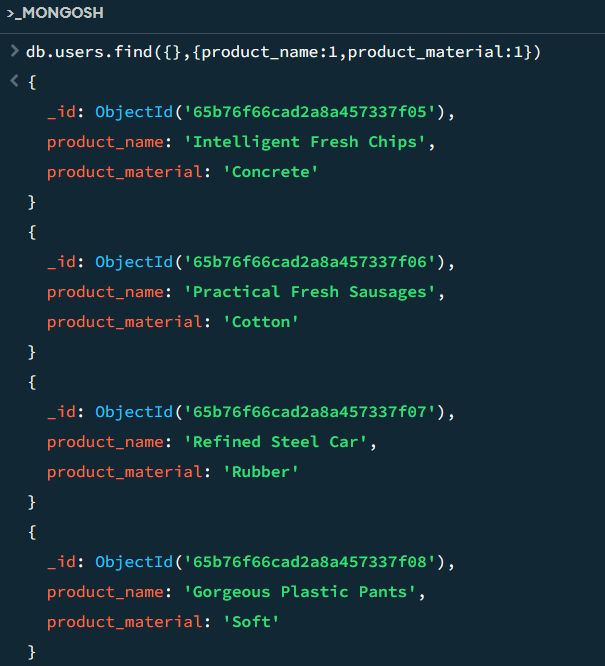 >_MONGOSH
> db.users.find({},{product_name:1,product_material:1})
< {
_id: ObjectId('65b76f66cad2a8a457337f05'),
product_name: 'Intelligent Fresh Chips',
product_material: 'Concrete'
}
{
_id: ObjectId('65b76f66cad2a8a457337f06'),
product_name: 'Practical Fresh Sausages',
product_material: 'Cotton'
}
{
_id: ObjectId('65b76f66cad2a8a457337f07'),
product_name: 'Refined Steel Car',
product_material: 'Rubber'
}
{
_id: ObjectId('65b76f66cad2a8a457337f08'),
product_name: 'Gorgeous Plastic Pants',
product_material: 'Soft'
}